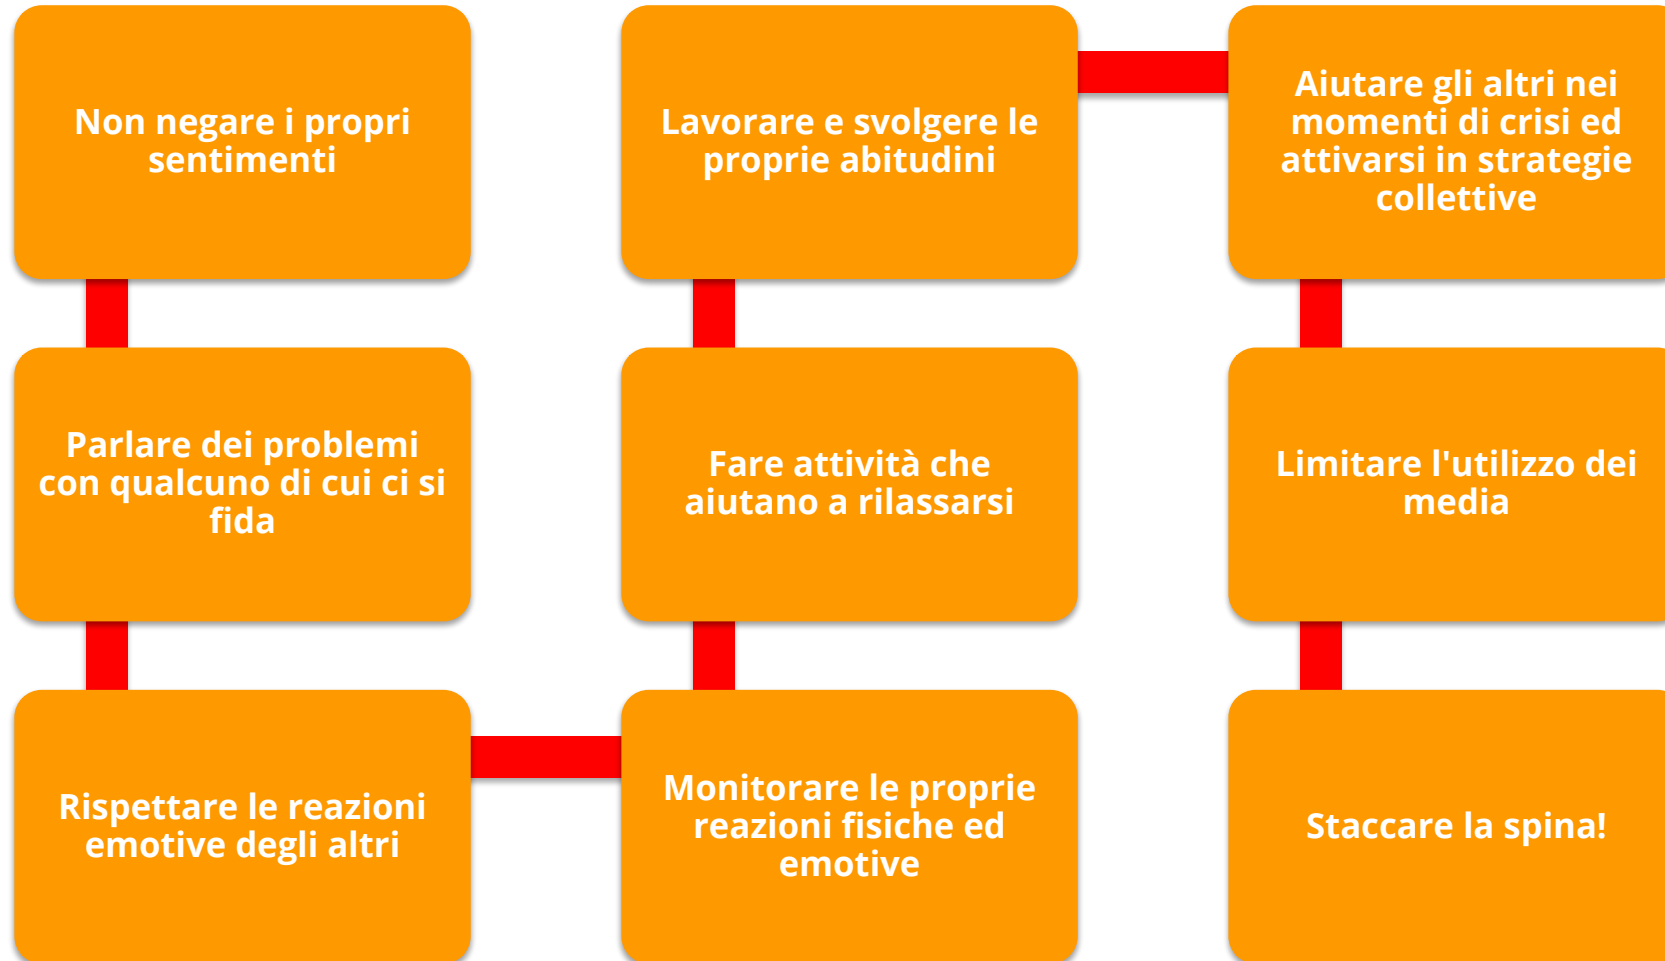 Non negare i propri
sentimenti
Parlare dei problemi
con qualcuno di cui ci si
fida
Rispettare le reazioni
emotive degli altri
Monitorare le proprie
reazioni fisiche ed
emotive
Fare attività che
aiutano a rilassarsi
Lavorare e svolgere le
proprie abitudini
Aiutare gli altri nei
momenti di crisi ed
attivarsi in strategie
collettive
Limitare l'utilizzo dei
media
Staccare la spina!